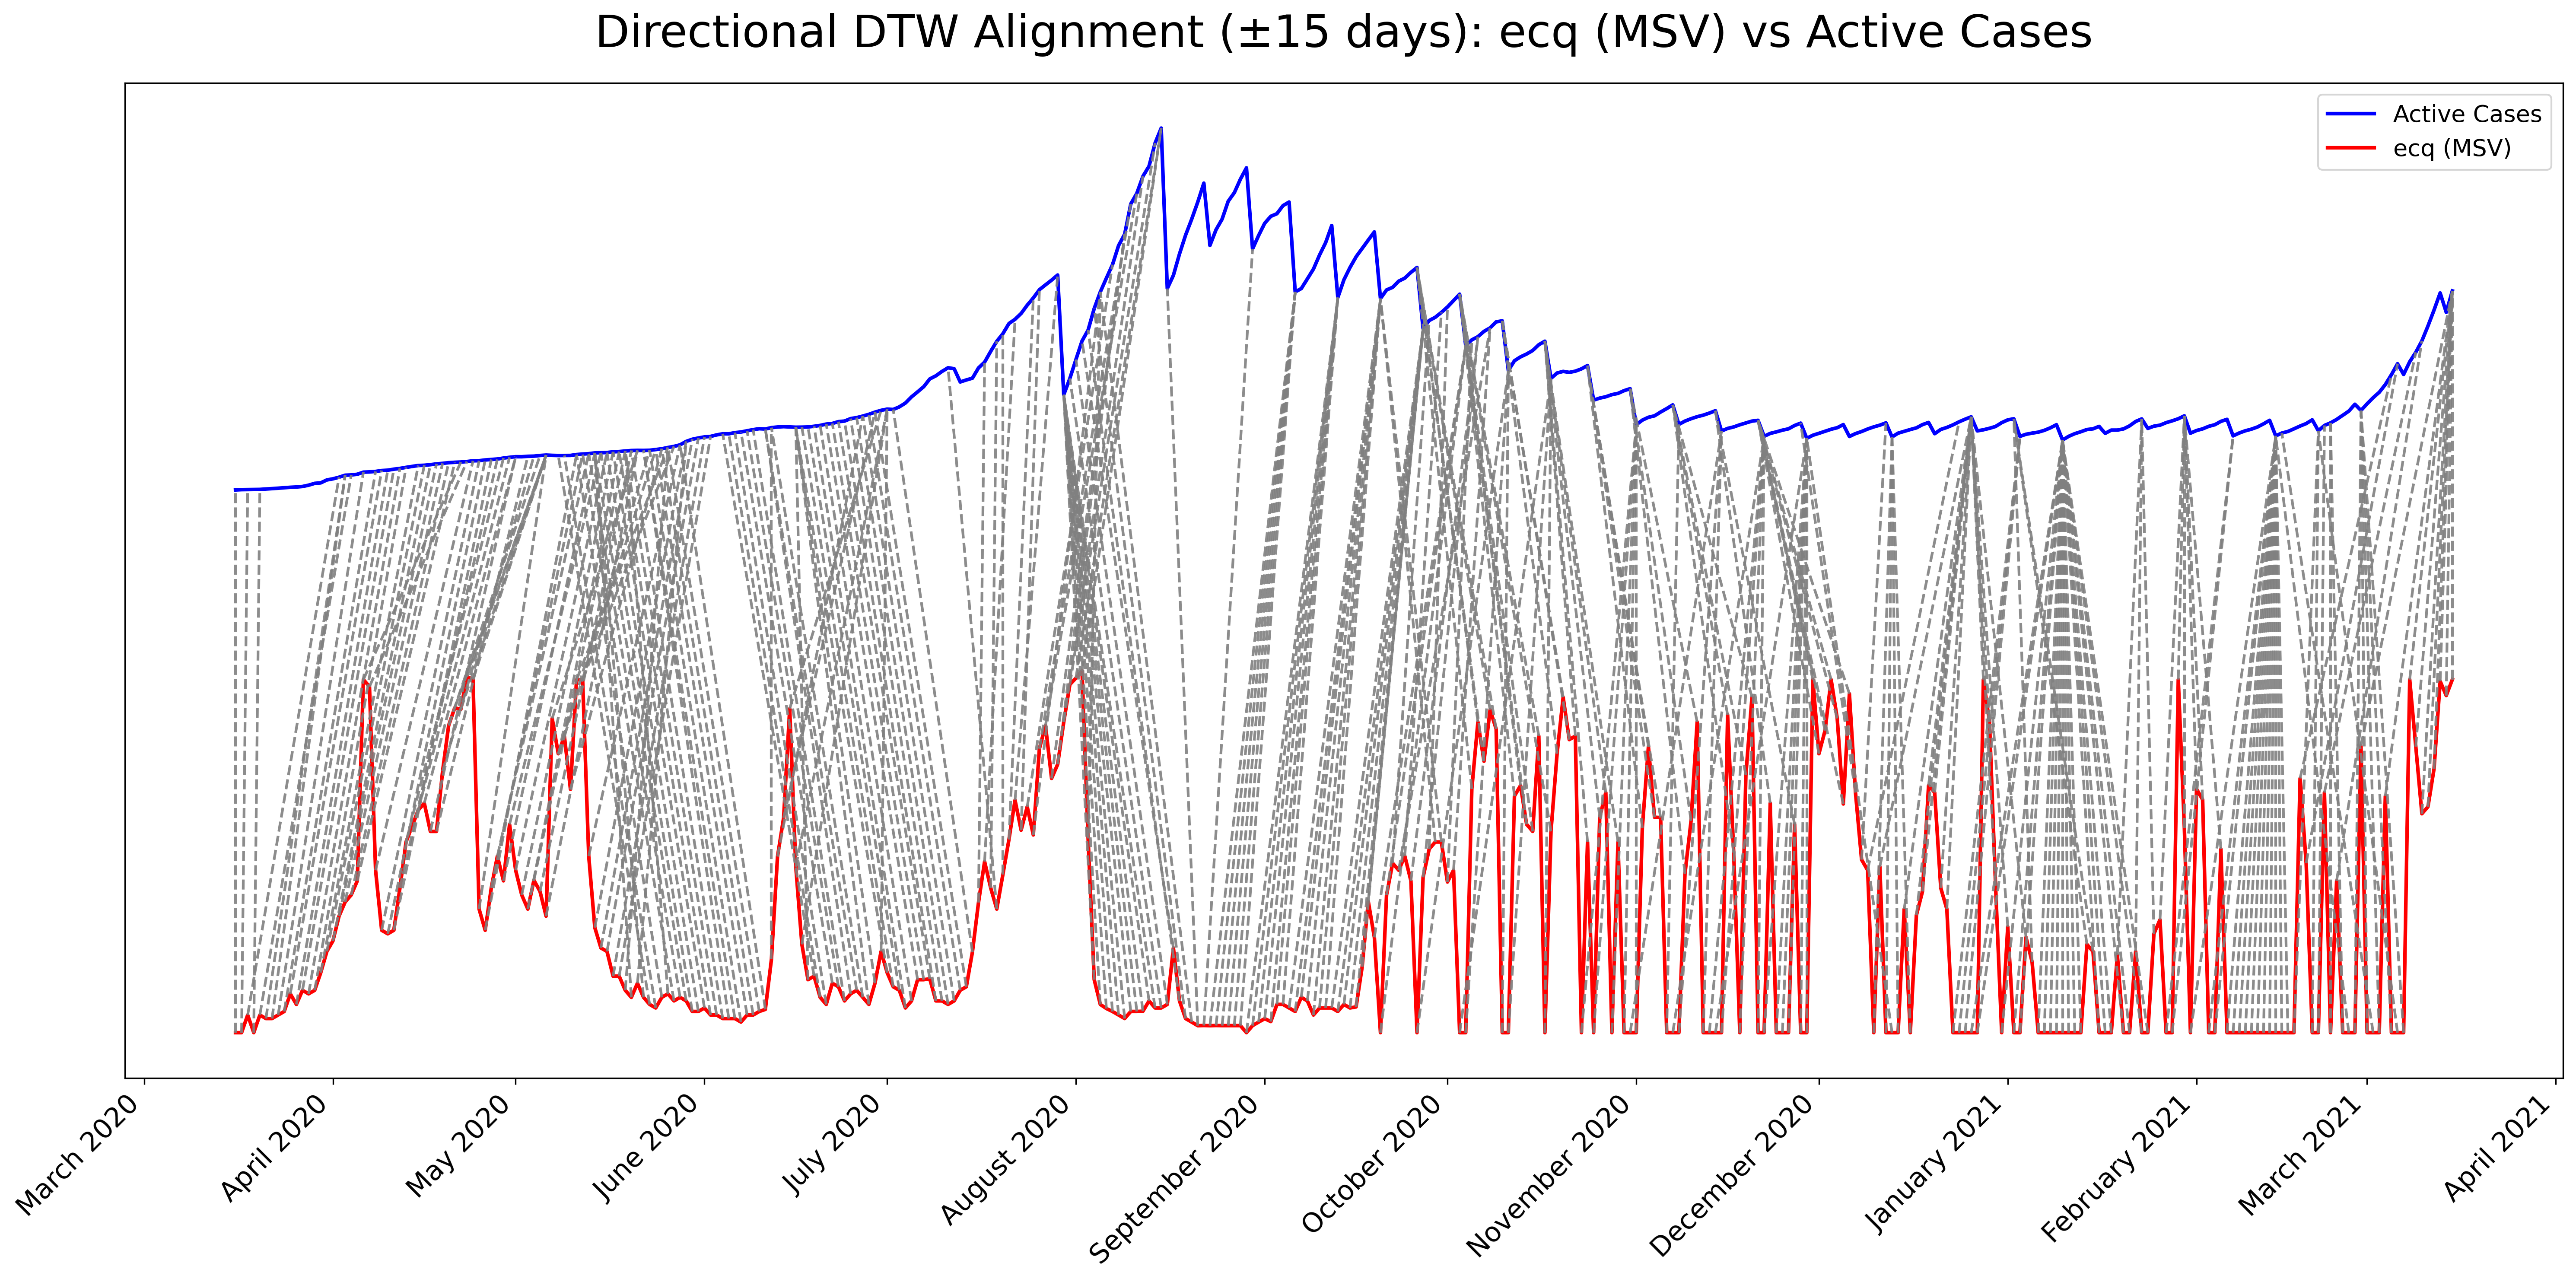 Directional DTW Alignment (±15 days): ecq (MSV) vs Active Cases
Active Cases
ecq (MSV)
March 2020
April 2020
May 2020
June 2020
July 2020
August 2020
September 2020
October 2020
November 2020
December 2020
January 2021
February 2021
March 2021
April 2021